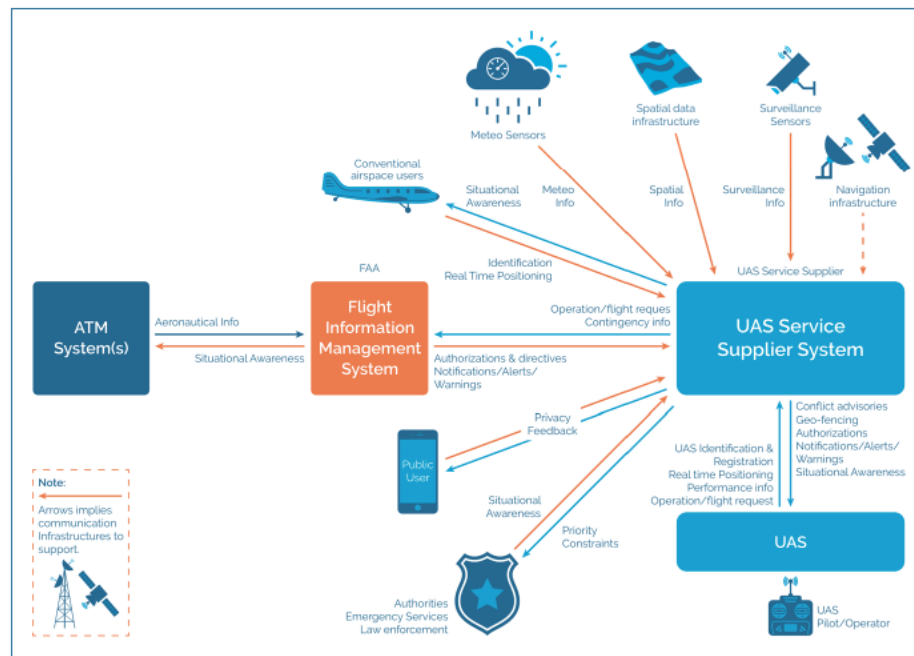 Meteo Sensors
Spatial data
infrastructure
Surveillance
Sensors
Navigation
infrastructure
Conventional
airspace users
Situational
Awareness
Meteo
Info
Spatial
Info
Surveillance
Info
Identification
Real Time Positioning
FAA
UAS Service Supplier
ATM
System(s)
Aeronautical Info
Situational Awareness
Flight
Information
Management
System
Operation/flight reques
Contingency info
Authorizations & directives
Notifications/Alerts/
Warnings
UAS Service
Supplier System
Privacy
Feedback
Public
User
Conflict advisories
Geo-fencing
Authorizations
Notifications/Alerts/
Warnings
Situational Awareness
UAS Identification &
Registration
Real time Positioning
Performance info
Operation/flight request
Note:
Arrows implies
communication
Infrastructures to
support.
Situational
Awareness
Priority
Constraints
UAS
Authorities
Emergency Services
Law enforcement
UAS
Pilot/Operator